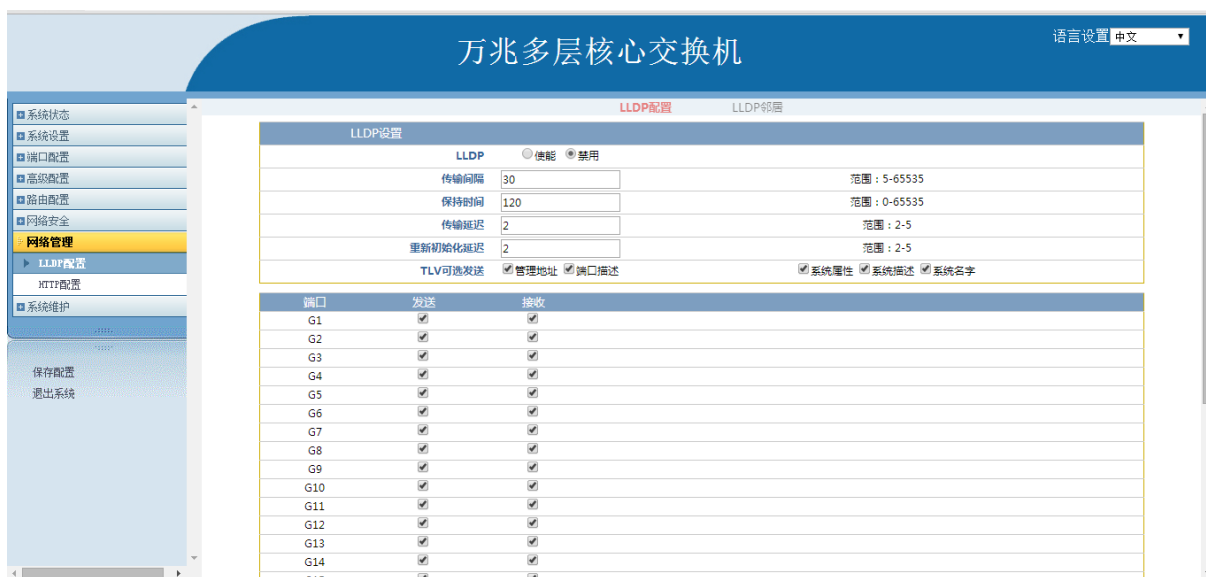 万兆多层核心交换机
语言设置 中文
系统状态
系统设置
端口配置
高级配置
路由配置
网络安全
网络管理
LLDP配置
HTTP配置
系统维护
保存配置
退出系统
LLDP配置 LLDP邻居
LLDP设置
LLDP 使能 禁用
传输间隔 30 范围：5-65535
保持时间 120 范围：0-65535
传输延迟 2 范围：2-5
重新初始化延迟 2 范围：2-5
TLV可选发送 管理地址 端口描述 系统属性 系统描述 系统名字
端口 发送 接收
G1
G2
G3
G4
G5
G6
G7
G8
G9
G10
G11
G12
G13
G14